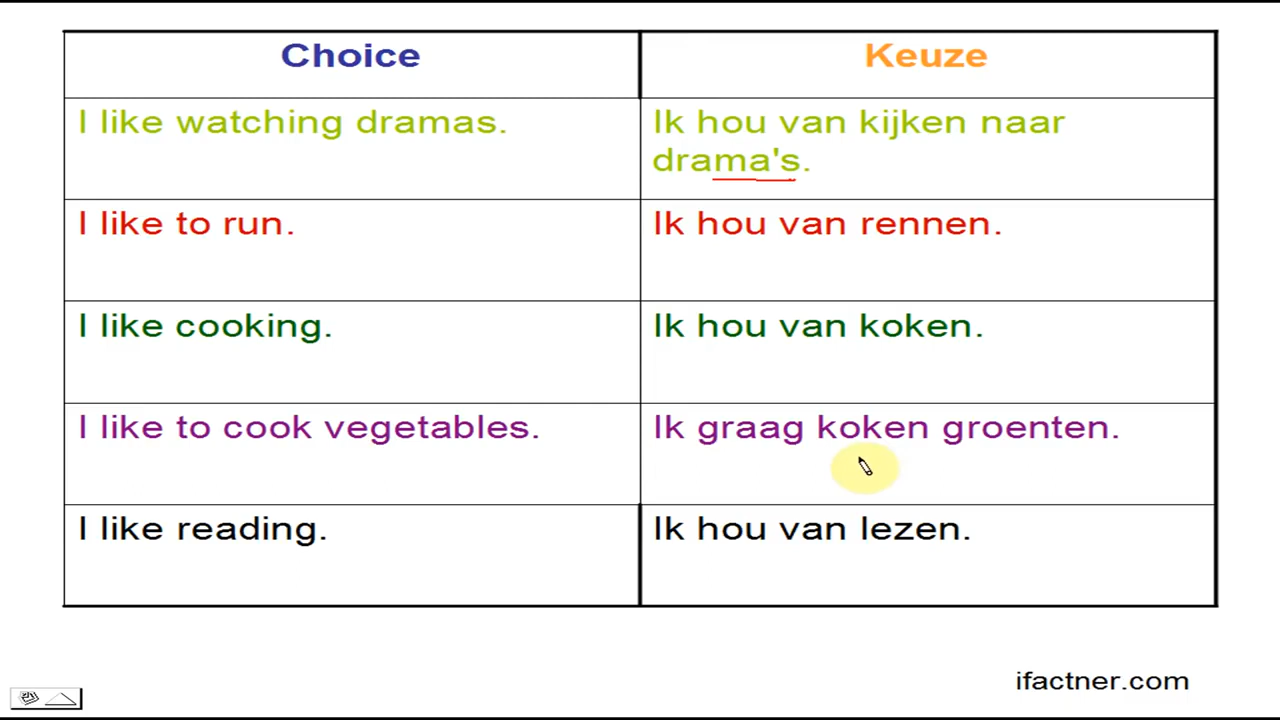 Choice
Keuze
I like watching dramas.
Ik hou van kijken naar
drama's.
I like to run.
Ik hou van rennen.
I like cooking.
Ik hou van koken.
I like to cook vegetables.
Ik graag koken groenten.
I like reading.
Ik hou van lezen.
ifactner.com